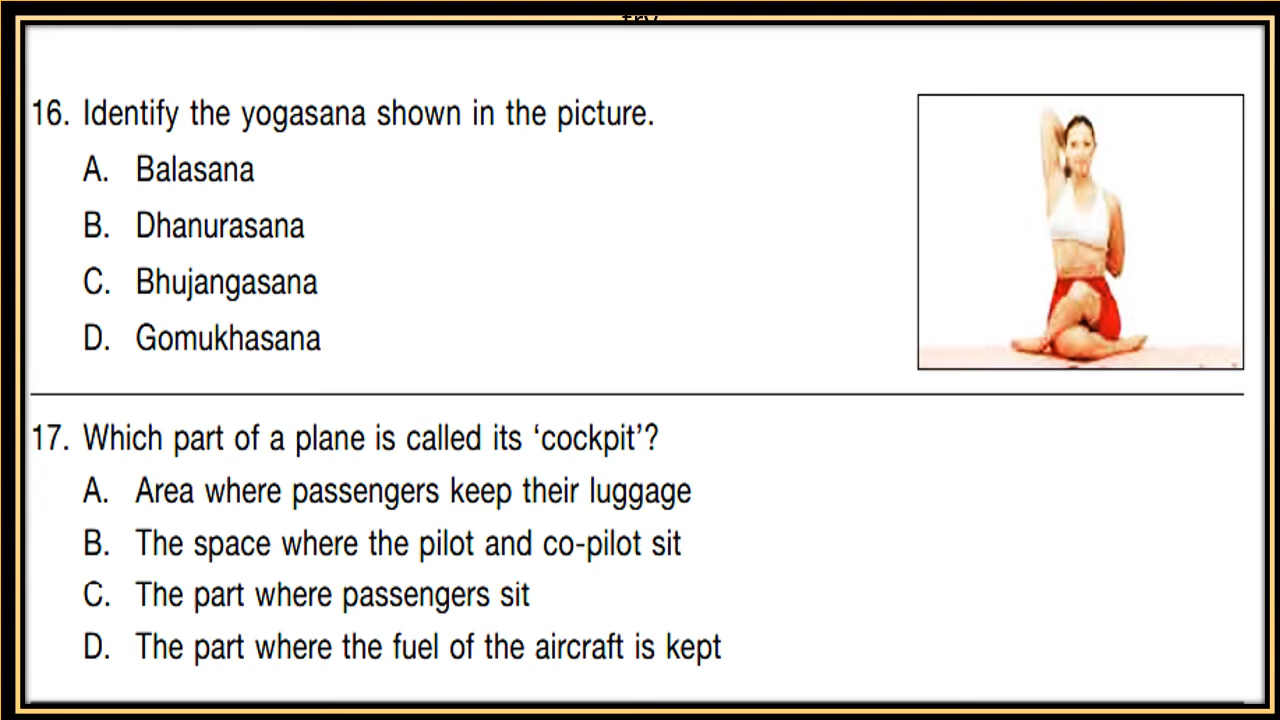 try
16. Identify the yogasana shown in the picture.
A. Balasana
B. Dhanurasana
C. Bhujangasana
D. Gomukhasana
17. Which part of a plane is called its ‘cockpit’?
A. Area where passengers keep their luggage
B. The space where the pilot and co-pilot sit
C. The part where passengers sit
D. The part where the fuel of the aircraft is kept